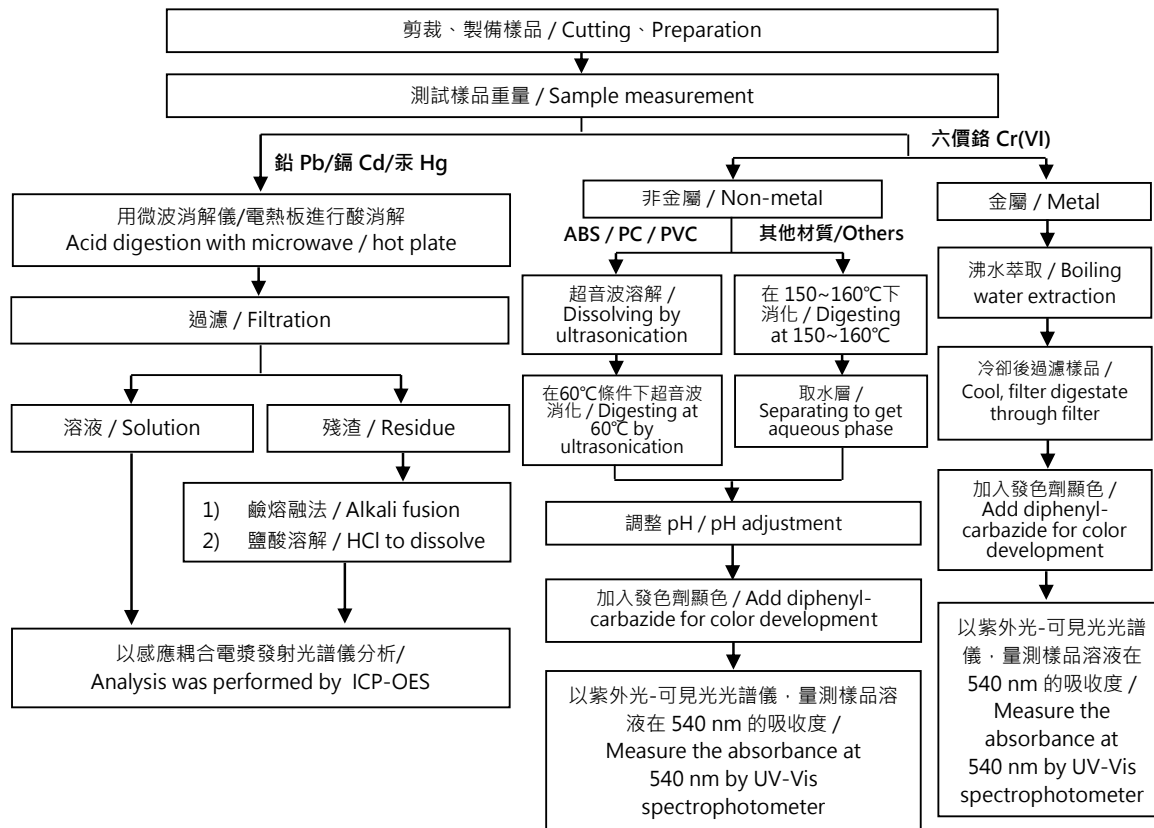 剪裁、製備樣品 / Cutting、Preparation
測試樣品重量 / Sample measurement
鉛 Pb/鎘 Cd/汞 Hg
六價鉻 Cr(VI)
用微波消解儀/電熱板進行酸消解
Acid digestion with microwave / hot plate
過濾 / Filtration
溶液 / Solution
殘渣 / Residue
1) 鹼熔融法 / Alkali fusion
2) 鹽酸溶解 / HCl to dissolve
以感應耦合電漿發射光譜儀分析/
Analysis was performed by ICP-OES
非金屬 / Non-metal
ABS / PC / PVC
其他材質/Others
超音波溶解 /
Dissolving by
ultrasonication
在60℃條件下超音波
消化 / Digesting at
60℃ by
ultrasonication
在 150~160℃下
消化 / Digesting
at 150~160℃
取水層 /
Separating to get
aqueous phase
調整 pH / pH adjustment
加入發色劑顯色 / Add diphenyl-
carbazide for color development
以紫外光-可見光光譜儀，量測樣品溶
液在 540 nm 的吸收度 /
Measure the absorbance at
540 nm by UV-Vis
spectrophotometer
金屬 / Metal
沸水萃取 / Boiling
water extraction
冷卻後過濾樣品 /
Cool, filter digestate
through filter
加入發色劑顯色 /
Add diphenyl-
carbazide for color
development
以紫外光-可見光光譜
儀，量測樣品溶液在
540 nm 的吸收度 /
Measure the
absorbance at
540 nm by UV-Vis
spectrophotometer